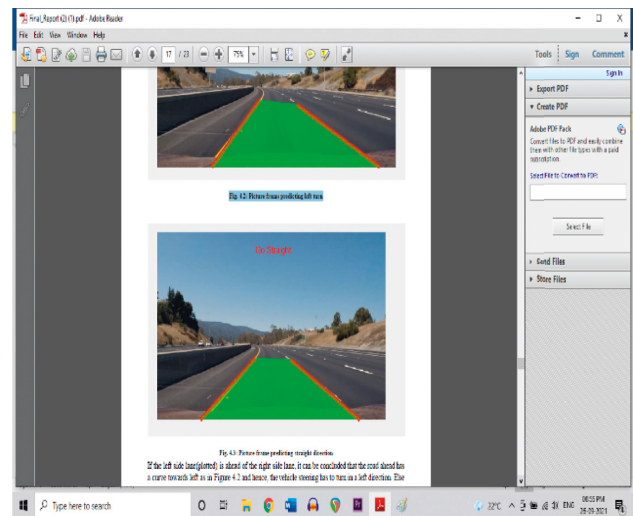 Final_Report (2) (1).pdf - Adobe Reader
File Edit View Window Help
17 / 23
75%
Tools Sign Comment
Sign In
Export PDF
Create PDF
Adobe PDF Pack
Convert files to PDF and easily combine
them with other file types with a paid
subscription.
Select File to Convert to PDF:
Select File
Send Files
Store Files
Fig. 4.2: Picture frame predicting left turn
Go Straight
Fig. 4.3: Picture frame predicting straight direction
If the left side lane(plotted) is ahead of the right side lane, it can be concluded that the road ahead has
a curve towards left as in Figure 4.2 and hence, the vehicle steering has to turn in a left direction. Else
Type here to search
22°C
ENG
06:55 PM
26-09-2021